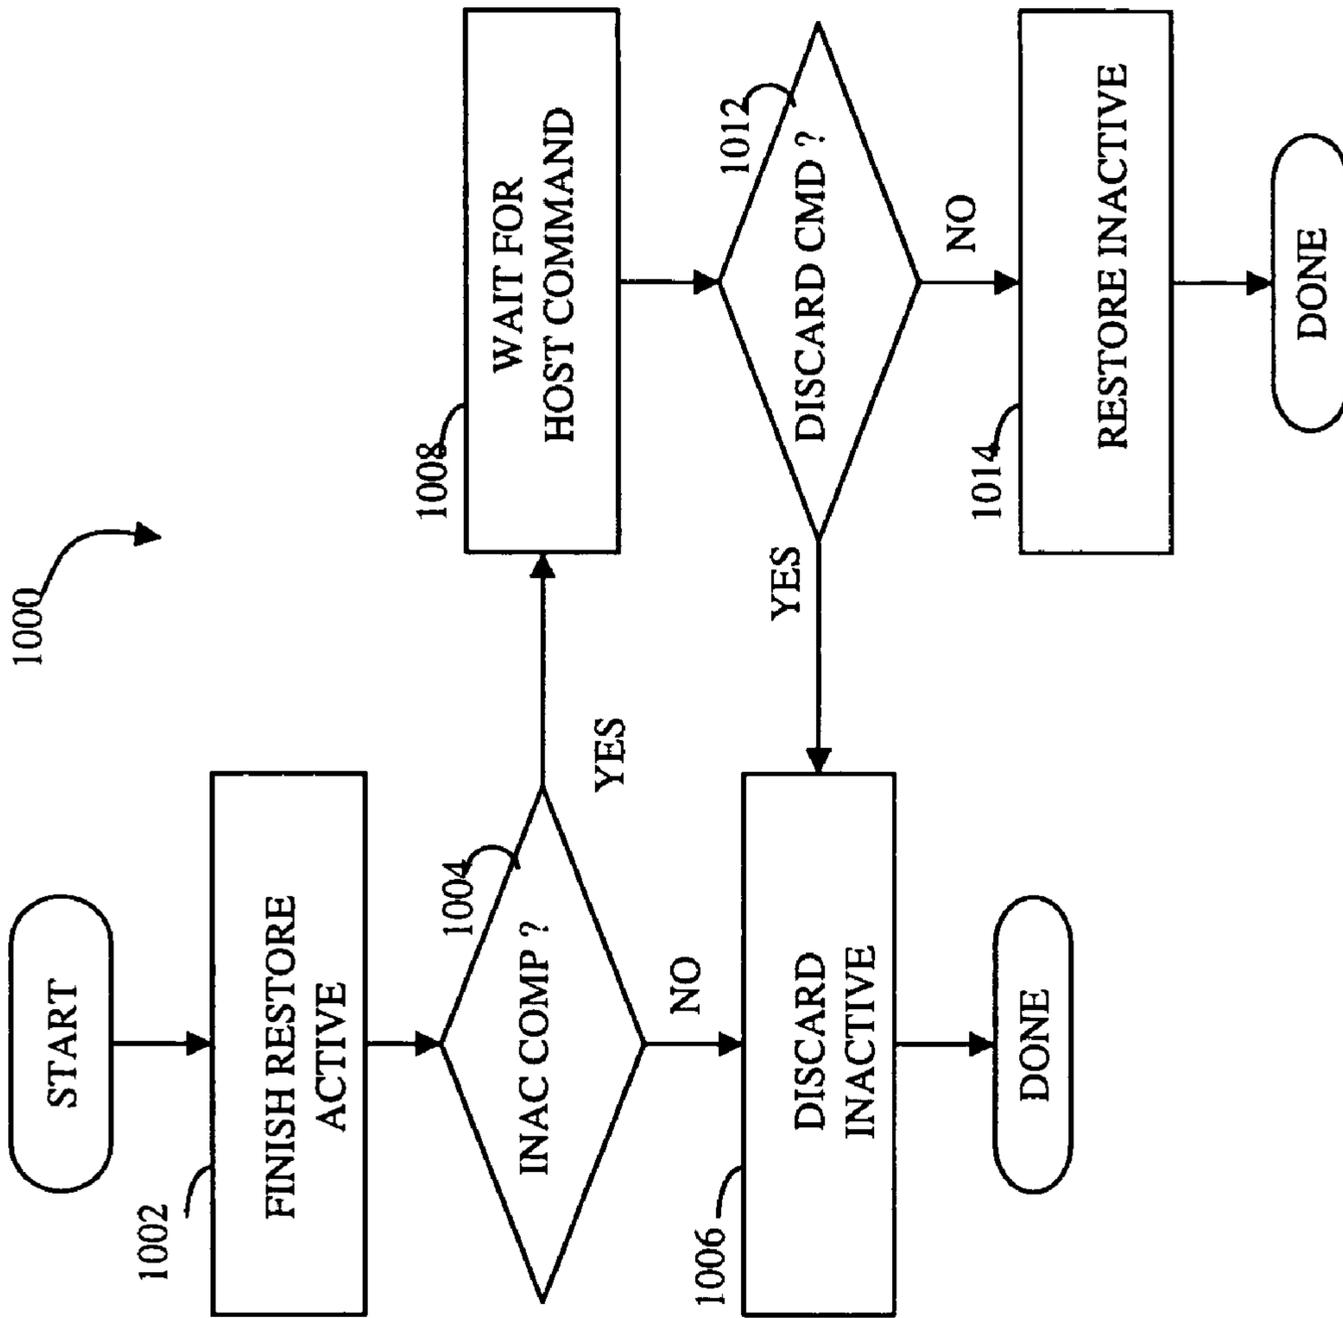 1000
START
1002
FINISH RESTORE
ACTIVE
1004
INAC COMP ?
YES
NO
1006
DISCARD
INACTIVE
DONE
1008
WAIT FOR
HOST COMMAND
1012
DISCARD CMD ?
YES
NO
1014
RESTORE INACTIVE
DONE